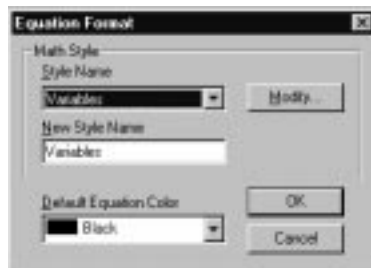 Equation Format
Math Style
Style Name
Variables
Modify...
New Style Name
Variables
Default Equation Color
OK
Black
Cancel